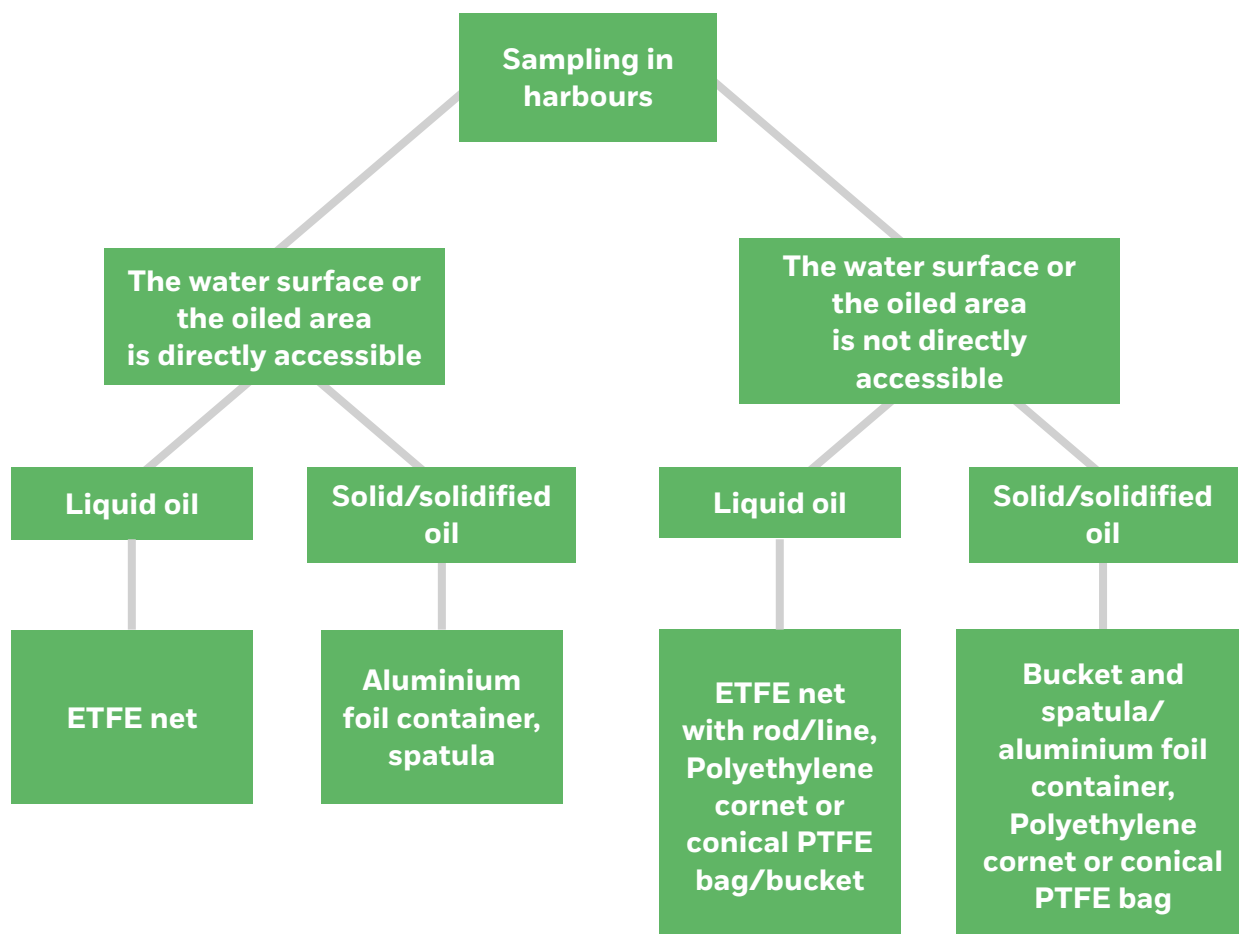 Sampling in
harbours
The water surface or
the oiled area
is directly accessible
The water surface or
the oiled area
is not directly
accessible
Liquid oil
Solid/solidified
oil
Liquid oil
Solid/solidified
oil
ETFE net
Aluminium
foil container,
spatula
ETFE net
with rod/line,
Polyethylene
cornet or
conical PTFE
bag/bucket
Bucket and
spatula/
aluminium foil
container,
Polyethylene
cornet or conical
PTFE bag